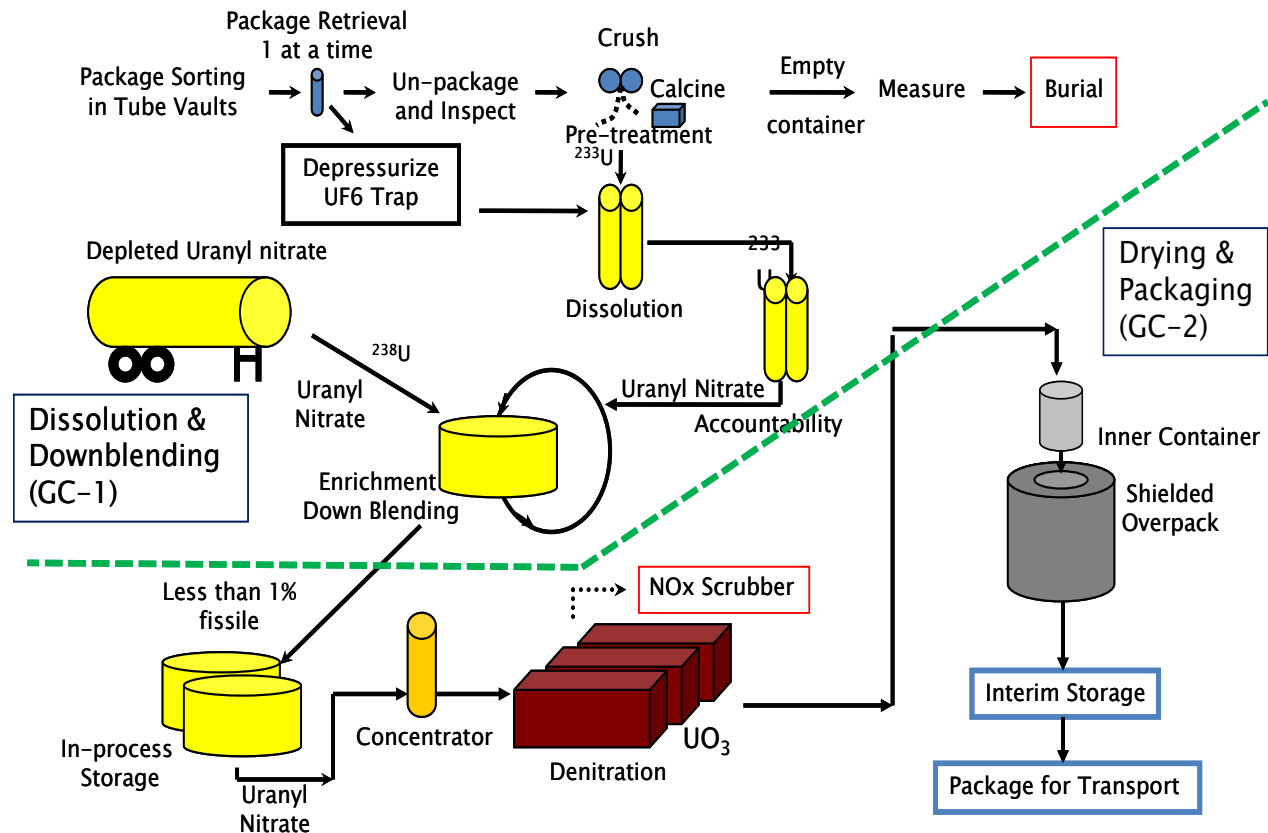 Package Retrieval
1 at a time
Package Sorting
in Tube Vaults
Un-package
and Inspect
Crush
Calcine
Pre-treatment
²³³U
Empty
container
Measure
Burial
Depressurize
UF6 Trap
Depleted Uranyl nitrate
Dissolution
233
U
Drying &
Packaging
(GC-2)
²³⁸U
Uranyl
Nitrate
Uranyl Nitrate
Accountability
Dissolution &
Downblending
(GC-1)
Enrichment
Down Blending
Inner Container
Shielded
Overpack
Less than 1%
fissile
NOx Scrubber
In-process
Storage
Uranyl
Nitrate
Concentrator
Denitration
UO₃
Interim Storage
Package for Transport